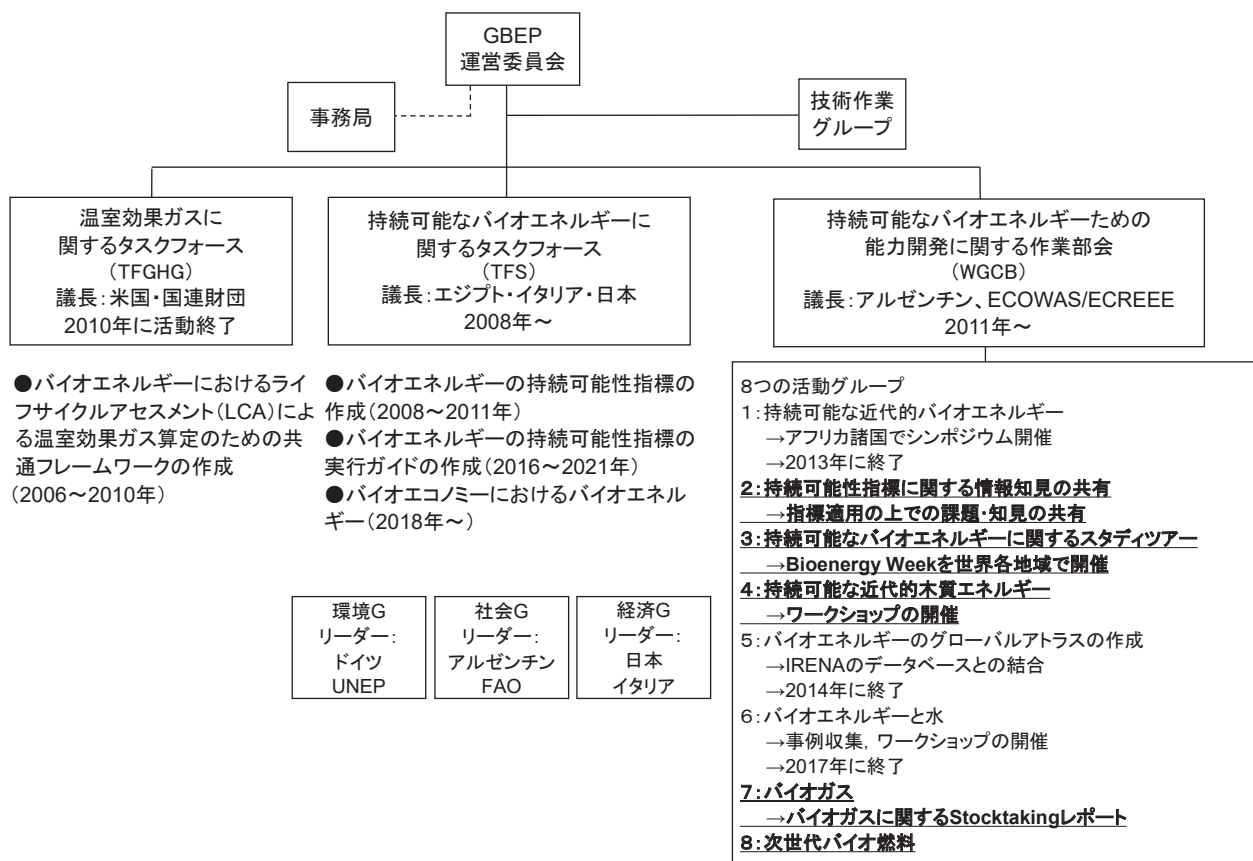 GBEP
運営委員会
事務局
技術作業
グループ
温室効果ガスに
関するタスクフォース
(TFGHG)
議長：米国・国連財団
2010年に活動終了
●バイオエネルギーにおけるライ
フサイクルアセスメント(LCA)によ
る温室効果ガス算定のための共
通フレームワークの作成
(2006～2010年)
持続可能なバイオエネルギーに
関するタスクフォース
(TFS)
議長：エジプト・イタリア・日本
2008年～
●バイオエネルギーの持続可能性指標の
作成(2008～2011年)
●バイオエネルギーの持続可能性指標の
実行ガイドの作成(2016～2021年)
●バイオエコノミーにおけるバイオエネル
ギー(2018年～)
環境G
リーダー：
ドイツ
UNEP
社会G
リーダー：
アルゼンチン
FAO
経済G
リーダー：
日本
イタリア
持続可能なバイオエネルギーための
能力開発に関する作業部会
(WGCB)
議長：アルゼンチン、ECOWAS/ECREEE
2011年～
8つの活動グループ
1：持続可能な近代的バイオエネルギー
→アフリカ諸国でシンポジウム開催
→2013年に終了
2：持続可能性指標に関する情報知見の共有
→指標適用の上での課題・知見の共有
3：持続可能なバイオエネルギーに関するスタディツアー
→Bioenergy Weekを世界各地域で開催
4：持続可能な近代的木質エネルギー
→ワークショップの開催
5：バイオエネルギーのグローバルアトラスの作成
→IRENAのデータベースとの結合
→2014年に終了
６：バイオエネルギーと水
→事例収集，ワークショップの開催
→2017年に終了
7：バイオガス
→バイオガスに関するStocktakingレポート
8：次世代バイオ燃料